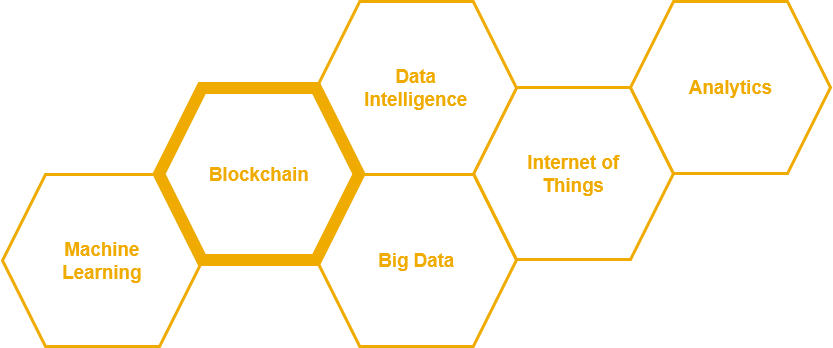 Data
Intelligence
Analytics
Blockchain
Internet of
Things
Machine
Learning
Big Data